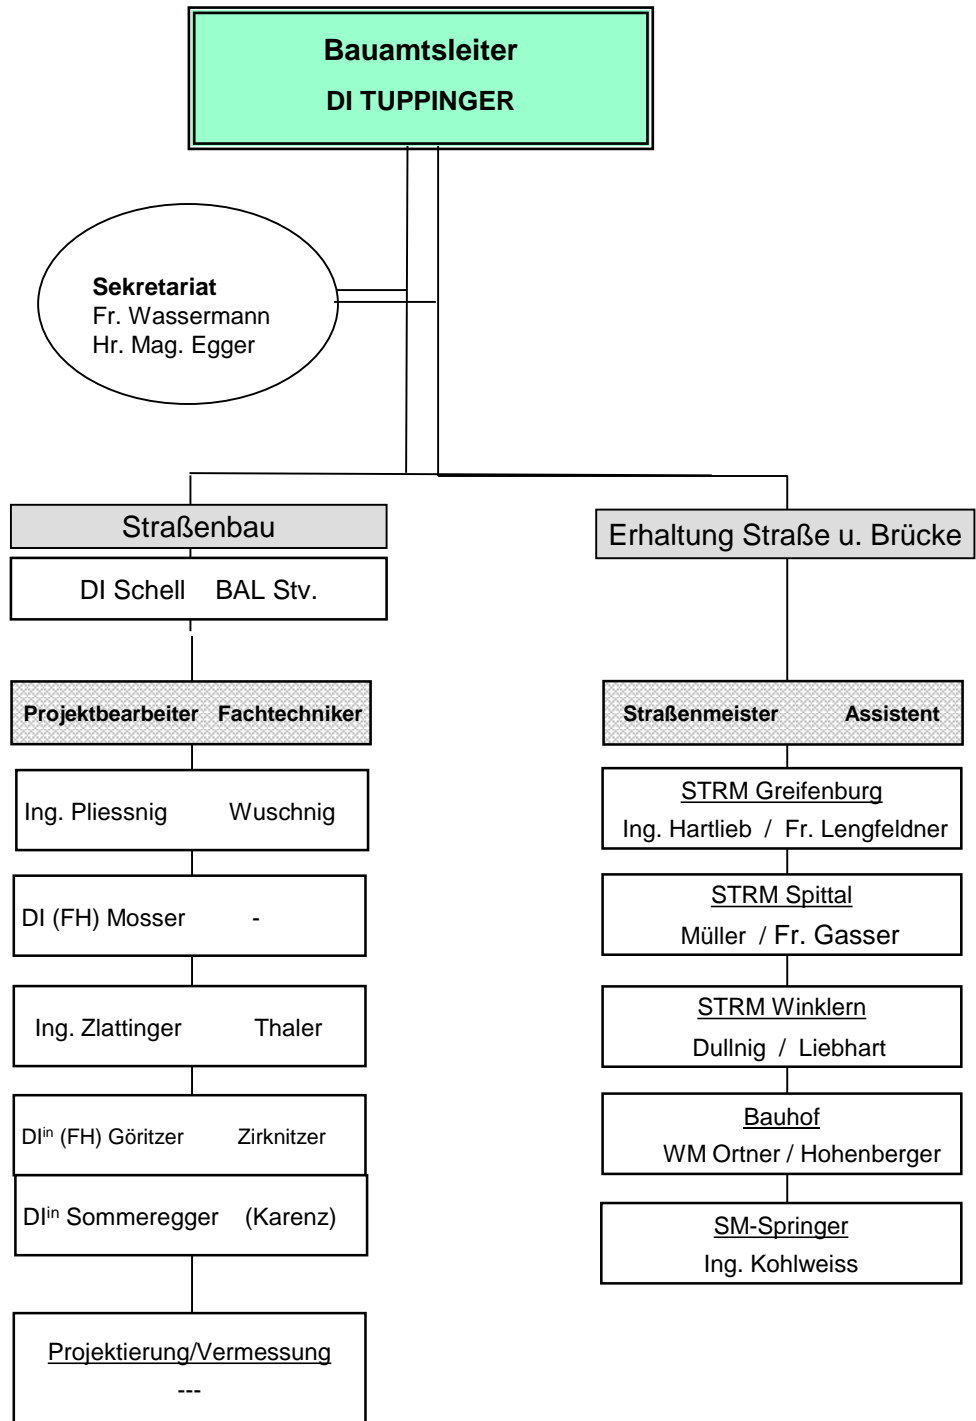 Bauamtsleiter
DI TUPPINGER
Sekretariat
Fr. Wassermann
Hr. Mag. Egger
Straßenbau
DI Schell BAL Stv.
Projektbearbeiter Fachtechniker
Ing. Pliessnig Wuschnig
DI (FH) Mosser -
Ing. Zlattinger Thaler
DIⁱⁿ (FH) Göritzer Zirknitzer
DIⁱⁿ Sommeregger (Karenz)
Projektierung/Vermessung
---
Erhaltung Straße u. Brücke
Straßenmeister Assistent
STRM Greifenburg
Ing. Hartlieb / Fr. Lengfeldner
STRM Spittal
Müller / Fr. Gasser
STRM Winklern
Dullnig / Liebhart
Bauhof
WM Ortner / Hohenberger
SM-Springer
Ing. Kohlweiss